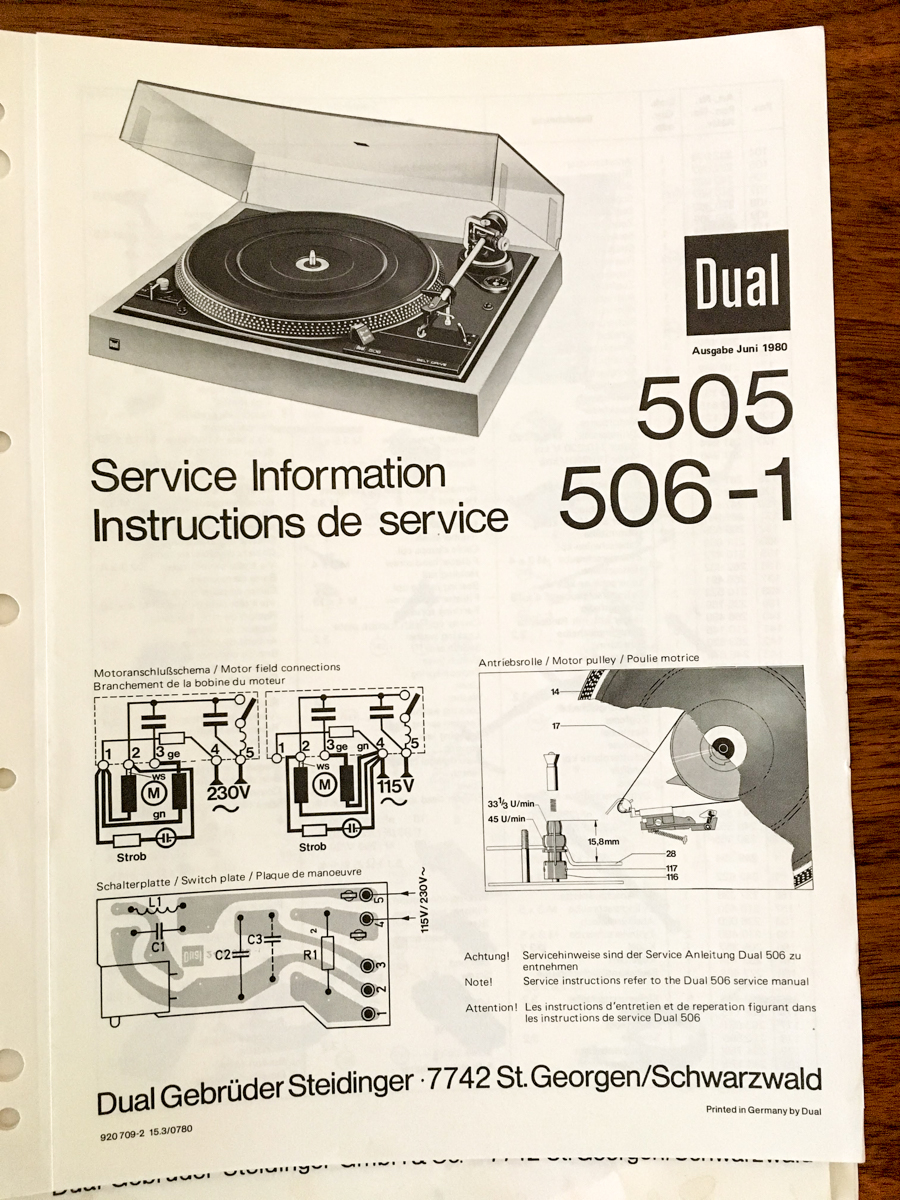 Dual
Ausgabe Juni 1980
505
506-1
BELT DRIVE
Service Information
Instructions de service
Motoranschlußschema / Motor field connections
Branchement de la bobine du moteur
1 2 3 ge 4 5
ws
M
gn
230V
~
Strob
1 2 3 ge gn 4 5
ws
M
115V
~
Strob
Antriebsrolle / Motor pulley / Poulie motrice
14
17
33 1/3 U/min
45 U/min
15,8mm
28
117
116
Schalterplatte / Switch plate / Plaque de manoeuvre
L1
C1
Dual
C2
C3
2
R1
5
4
3
2
1
115V/230V~
Achtung! Servicehinweise sind der Service Anleitung Dual 506 zu
entnehmen
Note! Service instructions refer to the Dual 506 service manual
Attention! Les instructions d'entretien et de reperation figurant dans
les instructions de service Dual 506
Dual Gebrüder Steidinger · 7742 St. Georgen/Schwarzwald
Printed in Germany by Dual
920 709-2 15.3/0780